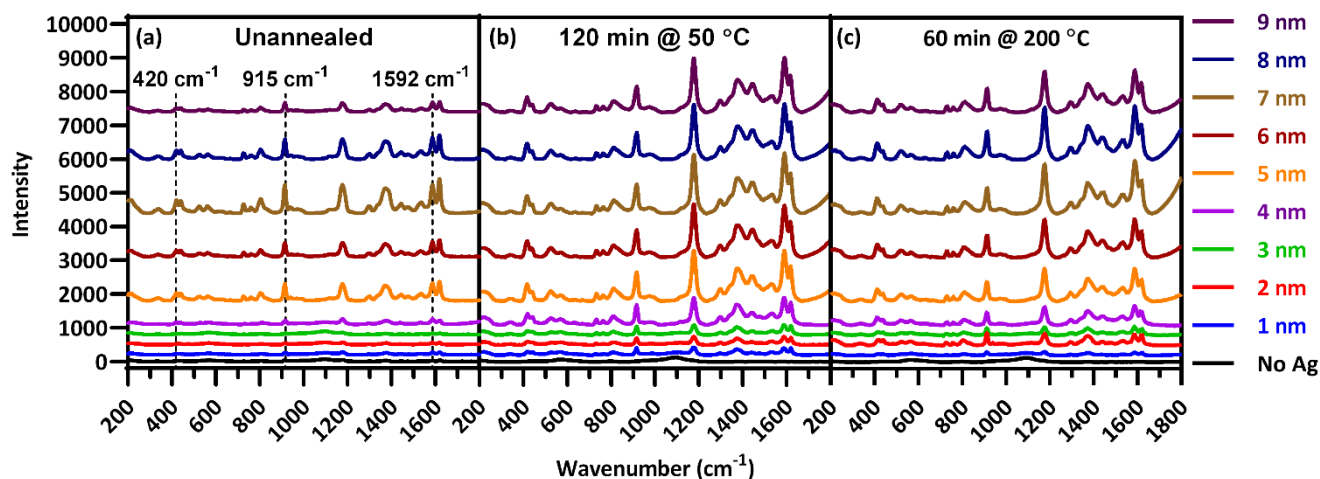 Intensity
10000
9000
8000
7000
6000
5000
4000
3000
2000
1000
0
(a) Unannealed
420 cm⁻¹ 915 cm⁻¹ 1592 cm⁻¹
(b) 120 min @ 50 °C
(c) 60 min @ 200 °C
200 400 600 800 1000 1200 1400 1600
200 400 600 800 1000 1200 1400 1600
200 400 600 800 1000 1200 1400 1600 1800
Wavenumber (cm⁻¹)
9 nm
8 nm
7 nm
6 nm
5 nm
4 nm
3 nm
2 nm
1 nm
No Ag